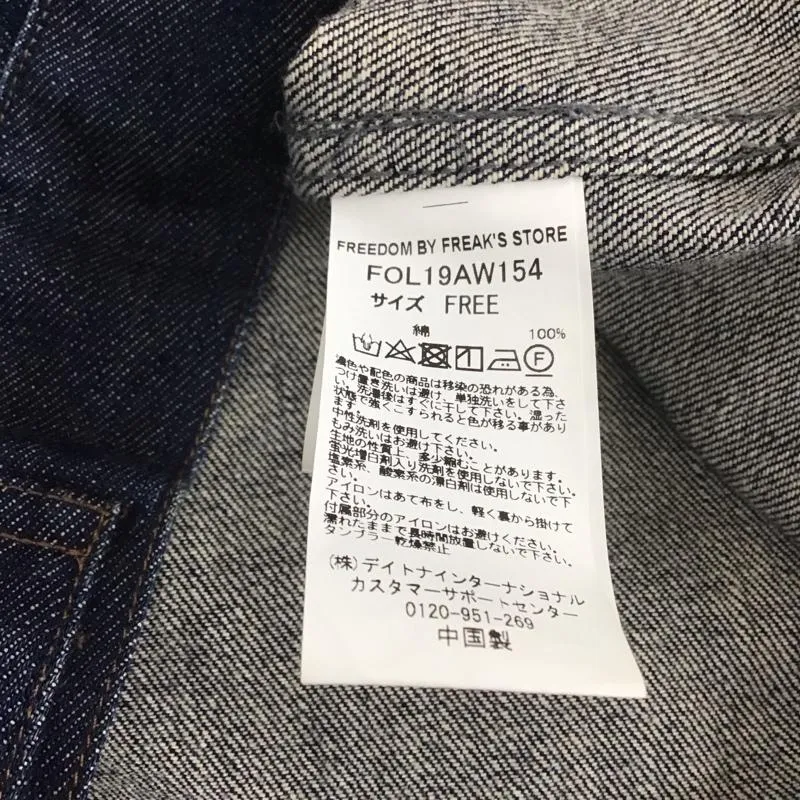 FREEDOM BY FREAK'S STORE
FOL19AW154
サイズ FREE
綿 100%
F
濃色や配色の商品は移染の恐れがある為、
つけ置き洗いは避け、単独洗いをして下さ
い。洗濯後はすぐに干して下さい。湿った
状態で強くこすられると色が移る事があり
ます。
中性洗剤を使用してください。
もみ洗いはお避け下さい。
生地の性質上、多少縮むことがあります。
蛍光増白剤入り洗剤を使用しないで下さい。
塩素系、酸素系の漂白剤は使用しないで下
さい。
アイロンはあて布をし、軽く裏から掛けて
下さい。
付属部分のアイロンはお避けください。
濡れたままで長時間放置しないで下さい。
タンブラー乾燥禁止
(株)デイトナインターナショナル
カスタマーサポートセンター
0120-951-269
中国製